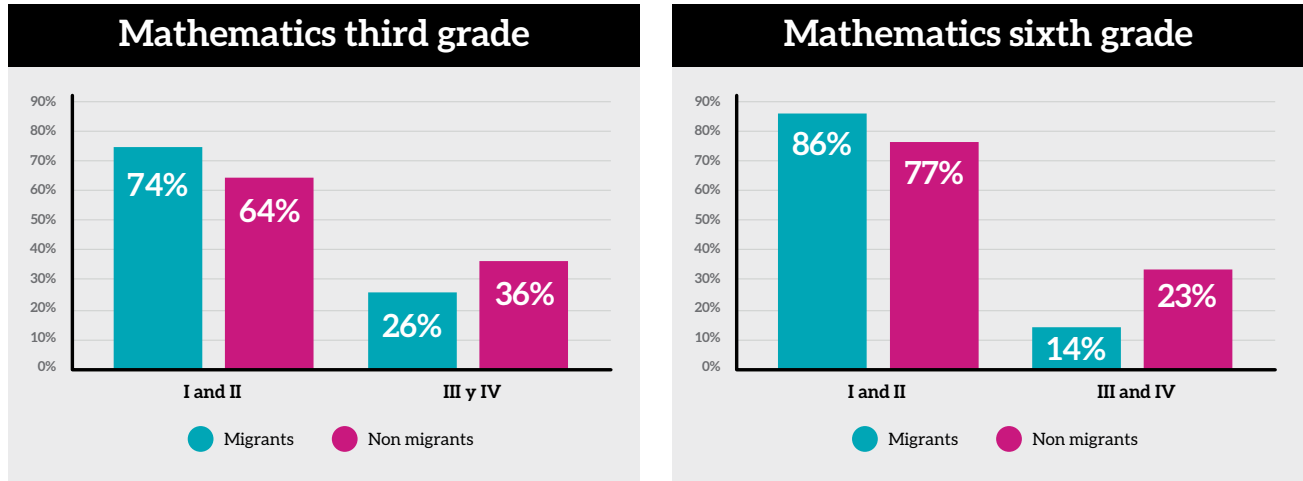 Mathematics third grade
90%
80%
70%
60%
50%
40%
30%
20%
10%
0%
74%
64%
26%
36%
I and II
III y IV
Migrants
Non migrants
Mathematics sixth grade
90%
80%
70%
60%
50%
40%
30%
20%
10%
0%
86%
77%
14%
23%
I and II
III and IV
Migrants
Non migrants